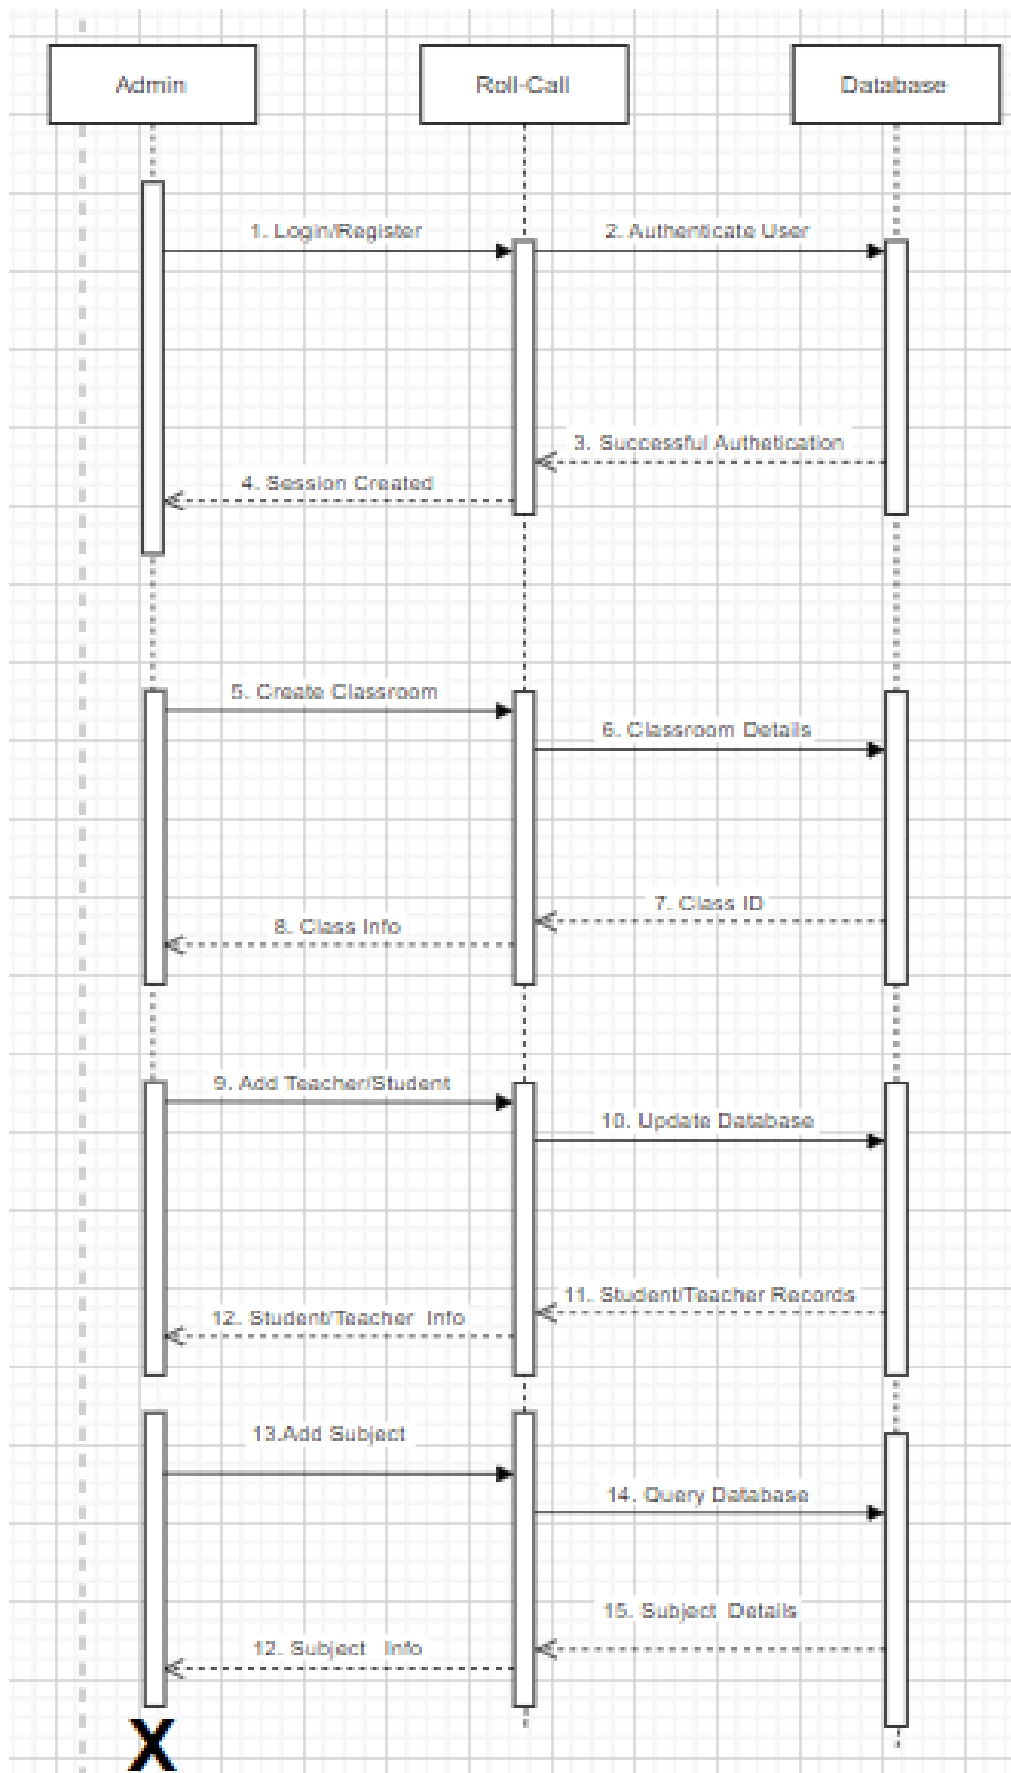 Admin
Roll-Call
Database
1. Login/Register
2. Authenticate User
3. Successful Authetication
4. Session Created
5. Create Classroom
6. Classroom Details
7. Class ID
8. Class Info
9. Add Teacher/Student
10. Update Database
11. Student/Teacher Records
12. Student/Teacher Info
13.Add Subject
14. Query Database
15. Subject Details
12. Subject Info
X